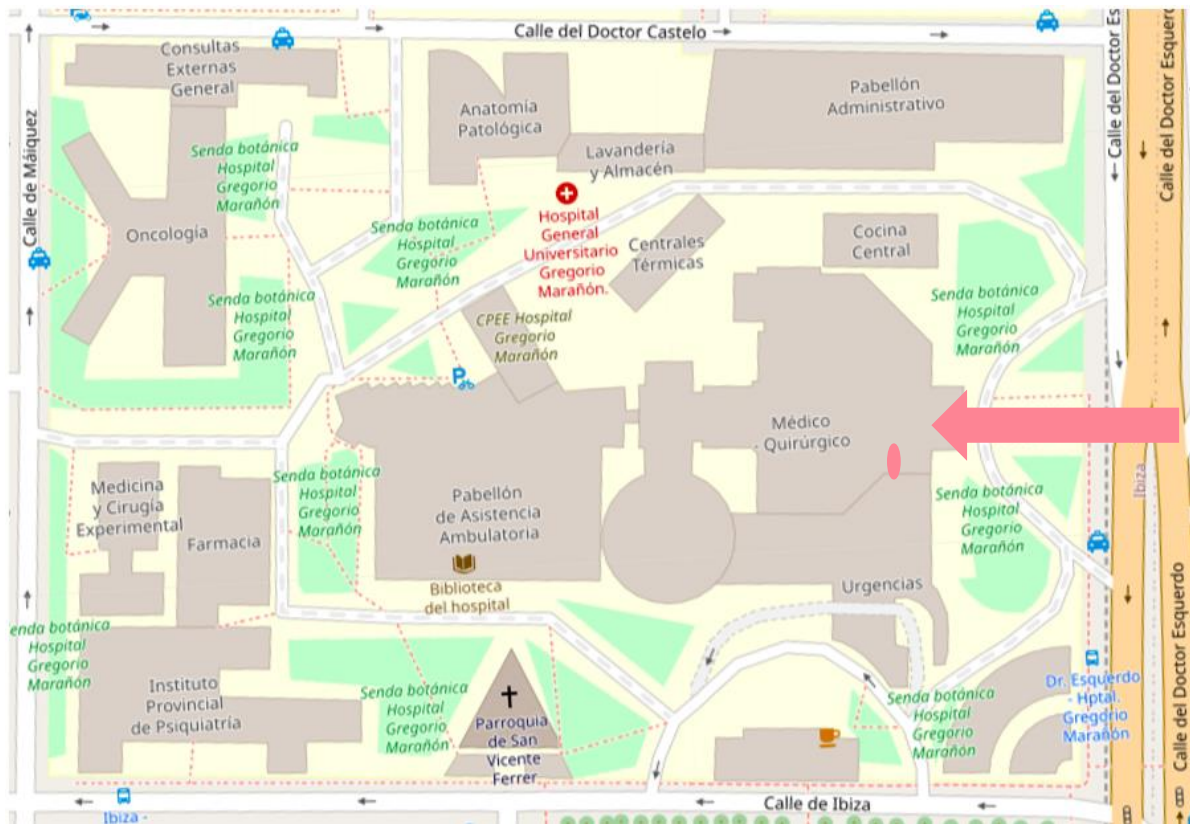 Calle del Doctor Castelo
Consultas
Externas
General
Calle de Máiquez
Anatomía
Patológica
Pabellón
Administrativo
Lavandería
y Almacén
Calle del Doctor Es
Calle del Doctor Esquerdo
Senda botánica
Hospital
Gregorio
Marañón
Oncología
Senda botánica
Hospital
Gregorio
Marañón
Hospital
General
Universitario
Gregorio
Marañón.
Centrales
Térmicas
Cocina
Central
Senda botánica
Hospital
Gregorio
Marañón
CPEE Hospital
Gregorio
Marañón
Senda botánica
Hospital
Gregorio
Marañón
P
Médico
- Quirúrgico
Ibiza
Medicina
y Cirugía
Experimental
Farmacia
Senda botánica
Hospital
Gregorio
Marañón
Pabellón
de Asistencia
Ambulatoria
Senda botánica
Hospital
Gregorio
Marañón
Biblioteca
del hospital
Urgencias
Calle del Doctor Esquerdo
enda botánica
Hospital
Gregorio
Marañón
Instituto
Provincial
de Psiquiatría
Senda botánica
Hospital
Gregorio
Marañón
Parroquia
de San
Vicente
Ferrer
Senda botánica
Hospital
Gregorio
Marañón
Dr. Esquerdo
- Hptal.
Gregorio
Marañón
Calle de Ibiza
Ibiza -